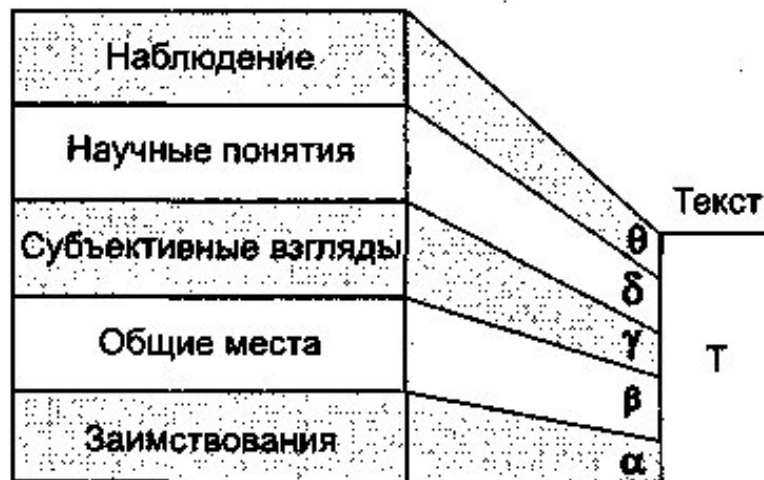 Наблюдение
Научные понятия
Субъективные взгляды
Общие места
Заимствования
θ
δ
γ
β
α
Текст
Т